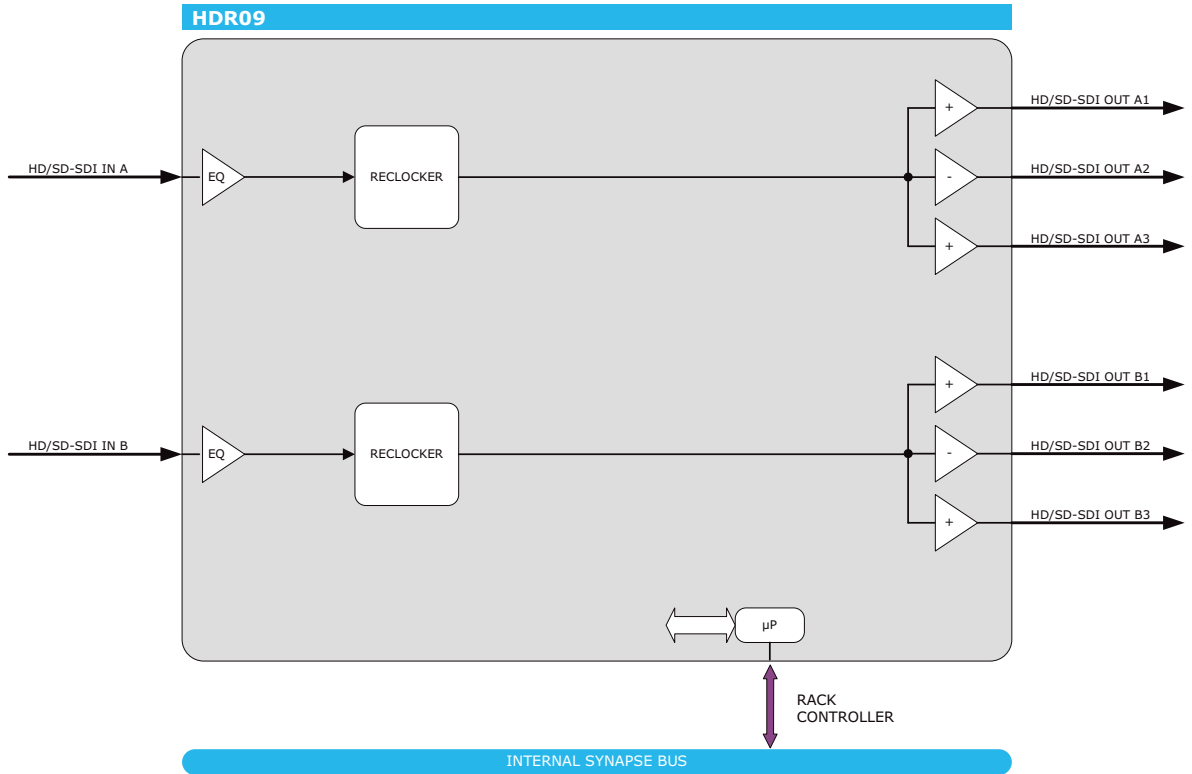 HDR09
HD/SD-SDI IN A
EQ
RECLOCKER
+
HD/SD-SDI OUT A1
-
HD/SD-SDI OUT A2
+
HD/SD-SDI OUT A3
HD/SD-SDI IN B
EQ
RECLOCKER
+
HD/SD-SDI OUT B1
-
HD/SD-SDI OUT B2
+
HD/SD-SDI OUT B3
µP
RACK
CONTROLLER
INTERNAL SYNAPSE BUS